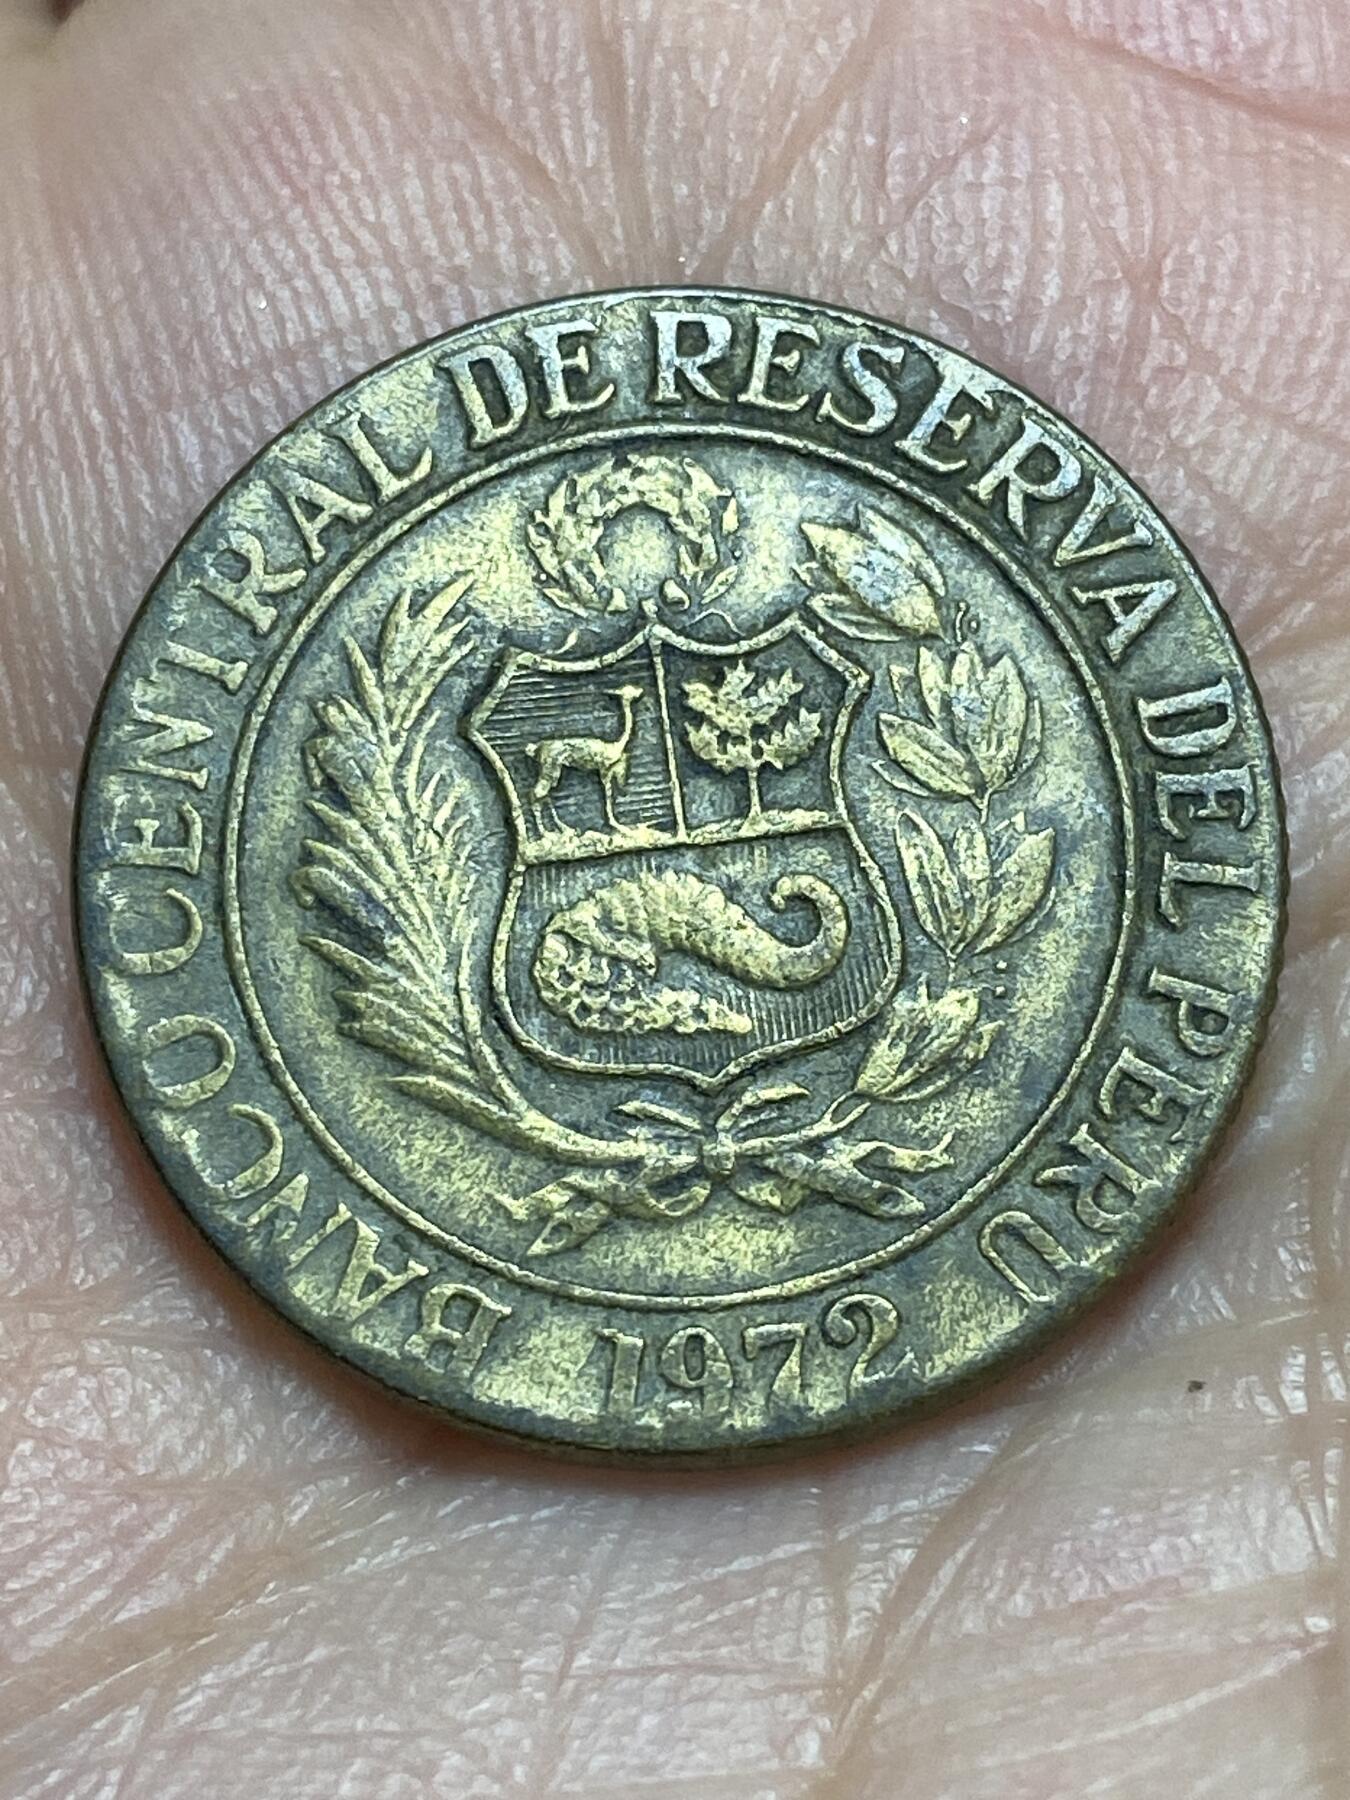 BANCO CENTRAL DE RESERVA DEL PERU
1972